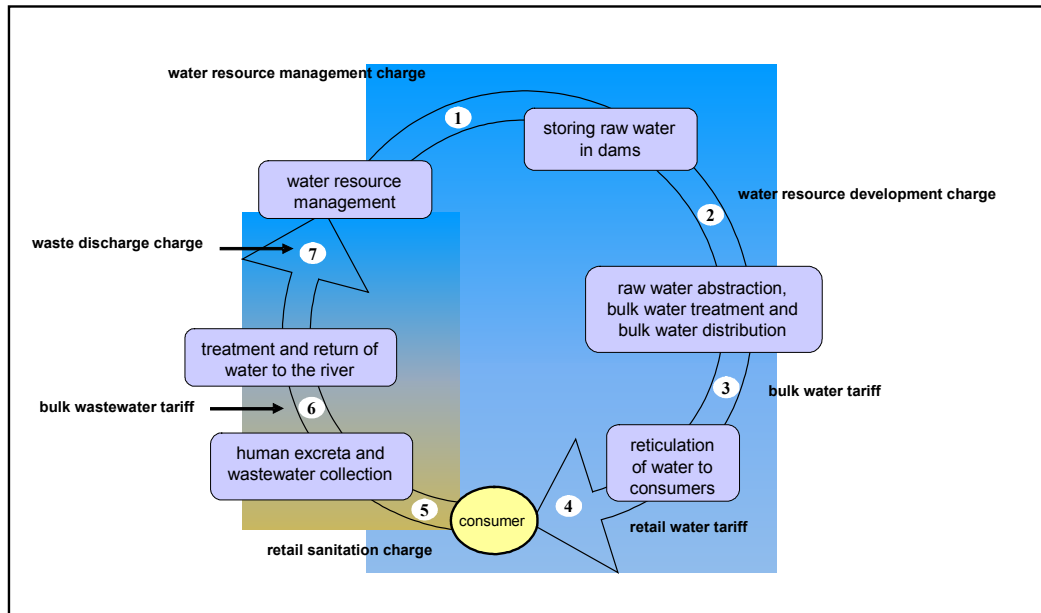 water resource management charge
1
storing raw water
in dams
water resource
management
water resource development charge
2
waste discharge charge
7
raw water abstraction,
bulk water treatment and
bulk water distribution
treatment and return of
water to the river
bulk wastewater tariff
6
3
bulk water tariff
human excreta and
wastewater collection
reticulation
of water to
consumers
5
consumer
4
retail water tariff
retail sanitation charge